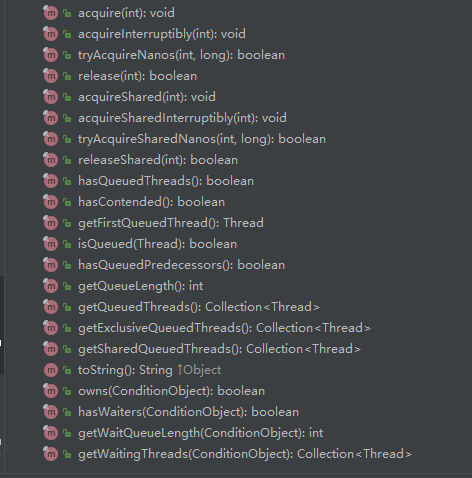 acquire(int): void
acquireInterruptibly(int): void
tryAcquireNanos(int, long): boolean
release(int): boolean
acquireShared(int): void
acquireSharedInterruptibly(int): void
tryAcquireSharedNanos(int, long): boolean
releaseShared(int): boolean
hasQueuedThreads(): boolean
hasContended(): boolean
getFirstQueuedThread(): Thread
isQueued(Thread): boolean
hasQueuedPredecessors(): boolean
getQueueLength(): int
getQueuedThreads(): Collection<Thread>
getExclusiveQueuedThreads(): Collection<Thread>
getSharedQueuedThreads(): Collection<Thread>
toString(): String ↑Object
owns(ConditionObject): boolean
hasWaiters(ConditionObject): boolean
getWaitQueueLength(ConditionObject): int
getWaitingThreads(ConditionObject): Collection<Thread>